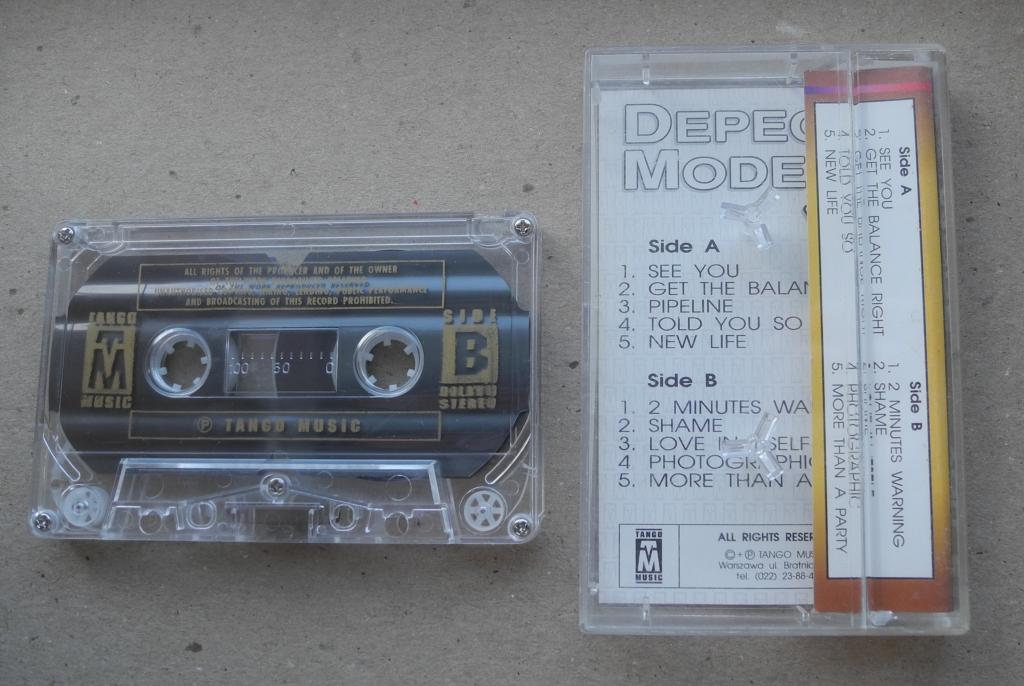 ALL RIGHTS OF THE PRODUCER AND OF THE OWNER
AND BROADCASTING OF THIS RECORD PROHIBITED.
TANGO
TM
MUSIC
SIDE
B
DOLBY
STEREO
100 50 0
Ⓟ TANGO MUSIC
DEPEC
MODE
Side A
1. SEE YOU
2. GET THE BALAN
3. PIPELINE
4. TOLD YOU SO
5. NEW LIFE
Side B
1. 2 MINUTES WA
2. SHAME
3. LOVE IN SELF
4 PHOTOGRAPHIC
5. MORE THAN A
TANGO
TM
MUSIC
ALL RIGHTS RESER
©+Ⓟ TANGO MUS
Warszawa ul. Bratnic
tel. (022) 23-88-4
Side A
1. SEE YOU
2. GET THE BALANCE RIGHT
4. TOLD YOU SO
5. NEW LIFE
Side B
1. 2 MINUTES WARNING
2. SHAME
4. PHOTOGRAPHIC
5. MORE THAN A PARTY